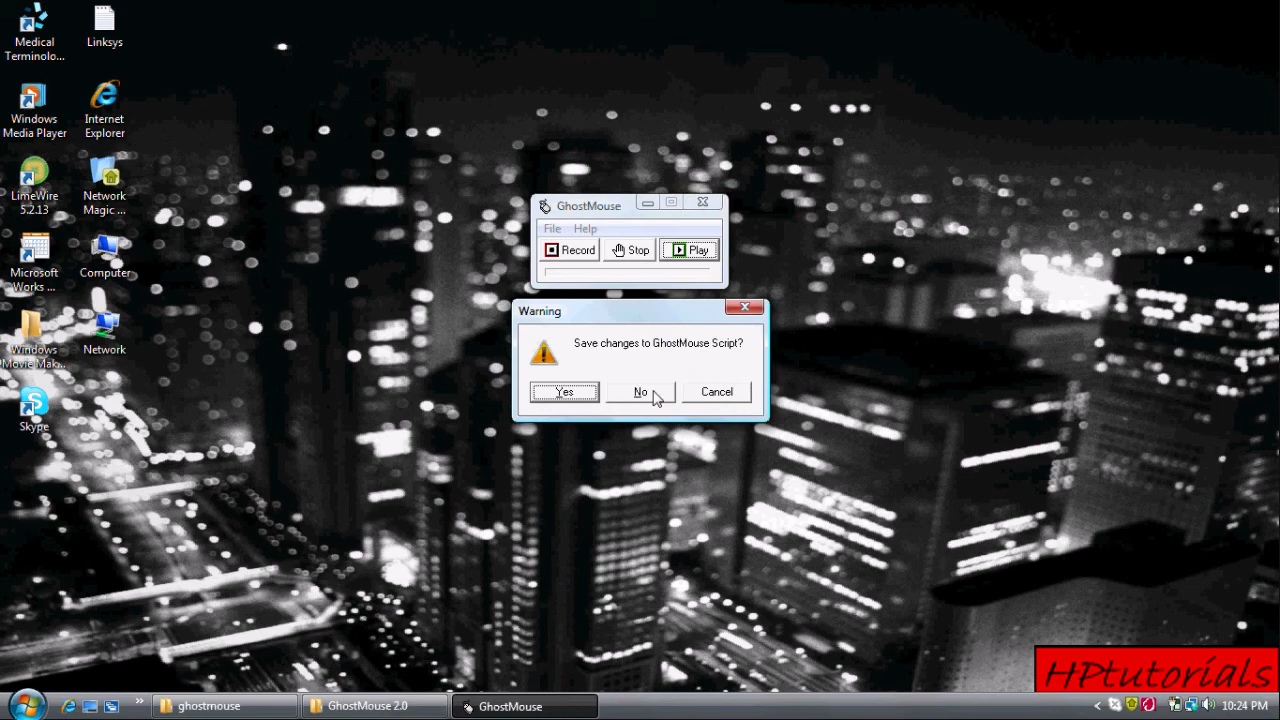 Medical
Terminolo...
Linksys
Windows
Media Player
Internet
Explorer
LimeWire
5.2.13
Network
Magic ...
Microsoft
Works ...
Computer
Windows
Movie Mak...
Network
Skype
GhostMouse
File Help
Record Stop Play
Warning
Save changes to GhostMouse Script?
Yes No Cancel
HPtutorials
ghostmouse
GhostMouse 2.0
GhostMouse
10:24 PM